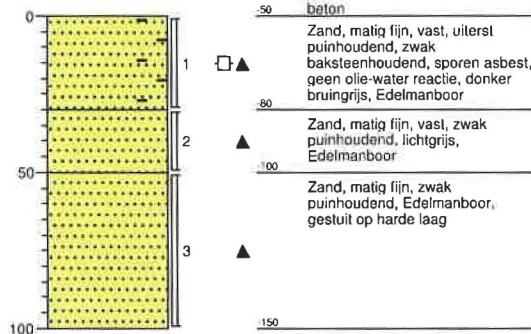 beton
0
-50
Zand, matig fijn, vast, uiterst
puinhoudend, zwak
baksteenhoudend, sporen asbest,
geen olie-water reactie, donker
bruingrijs, Edelmanboor
1
-80
Zand, matig fijn, vast, zwak
puinhoudend, lichtgrijs,
Edelmanboor
2
50
-100
Zand, matig fijn, zwak
puinhoudend, Edelmanboor,
gestuit op harde laag
3
100
-150